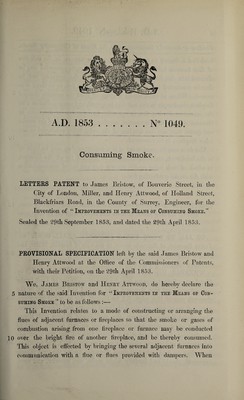 A.D. 1853 . . . . . . . N° 1049.
Consuming Smoke.
LETTERS PATENT to James Bristow, of Bouverie Street, in the
City of London, Miller, and Henry Attwood, of Holland Street,
Blackfriars Road, in the County of Surrey, Engineer, for the
Invention of "IMPROVEMENTS IN THE MEANS OF CONSUMING SMOKE."
Sealed the 29th September 1853, and dated the 29th April 1853.
PROVISIONAL SPECIFICATION left by the said James Bristow and
Henry Attwood at the Office of the Commissioners of Patents,
with their Petition, on the 29th April 1853.
We, JAMES BRISTOW and HENRY ATTWOOD, do hereby declare the
5 nature of the said Invention for "IMPROVEMENTS IN THE MEANS OF CON-
SUMING SMOKE" to be as follows:—
This Invention relates to a mode of constructing or arranging the
flues of adjacent furnaces or fireplaces so that the smoke or gases of
combustion arising from one fireplace or furnace may be conducted
10 over the bright fire of another fireplace, and be thereby consumed.
This object is effected by bringing the several adjacent furnaces into
communication with a flue or flues provided with dampers. When